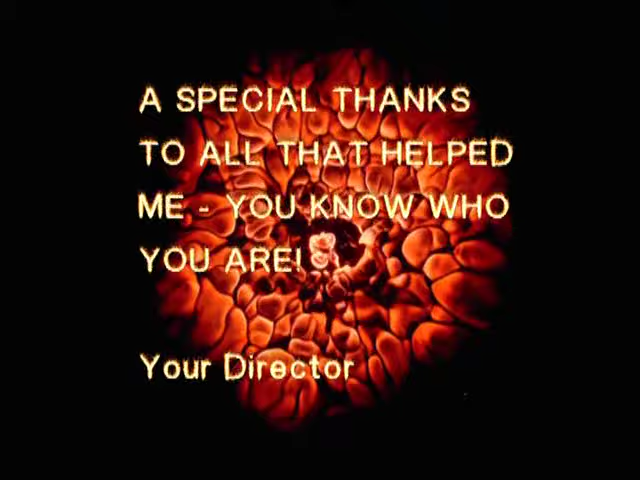 A SPECIAL THANKS
TO ALL THAT HELPED
ME - YOU KNOW WHO
YOU ARE!
Your Director